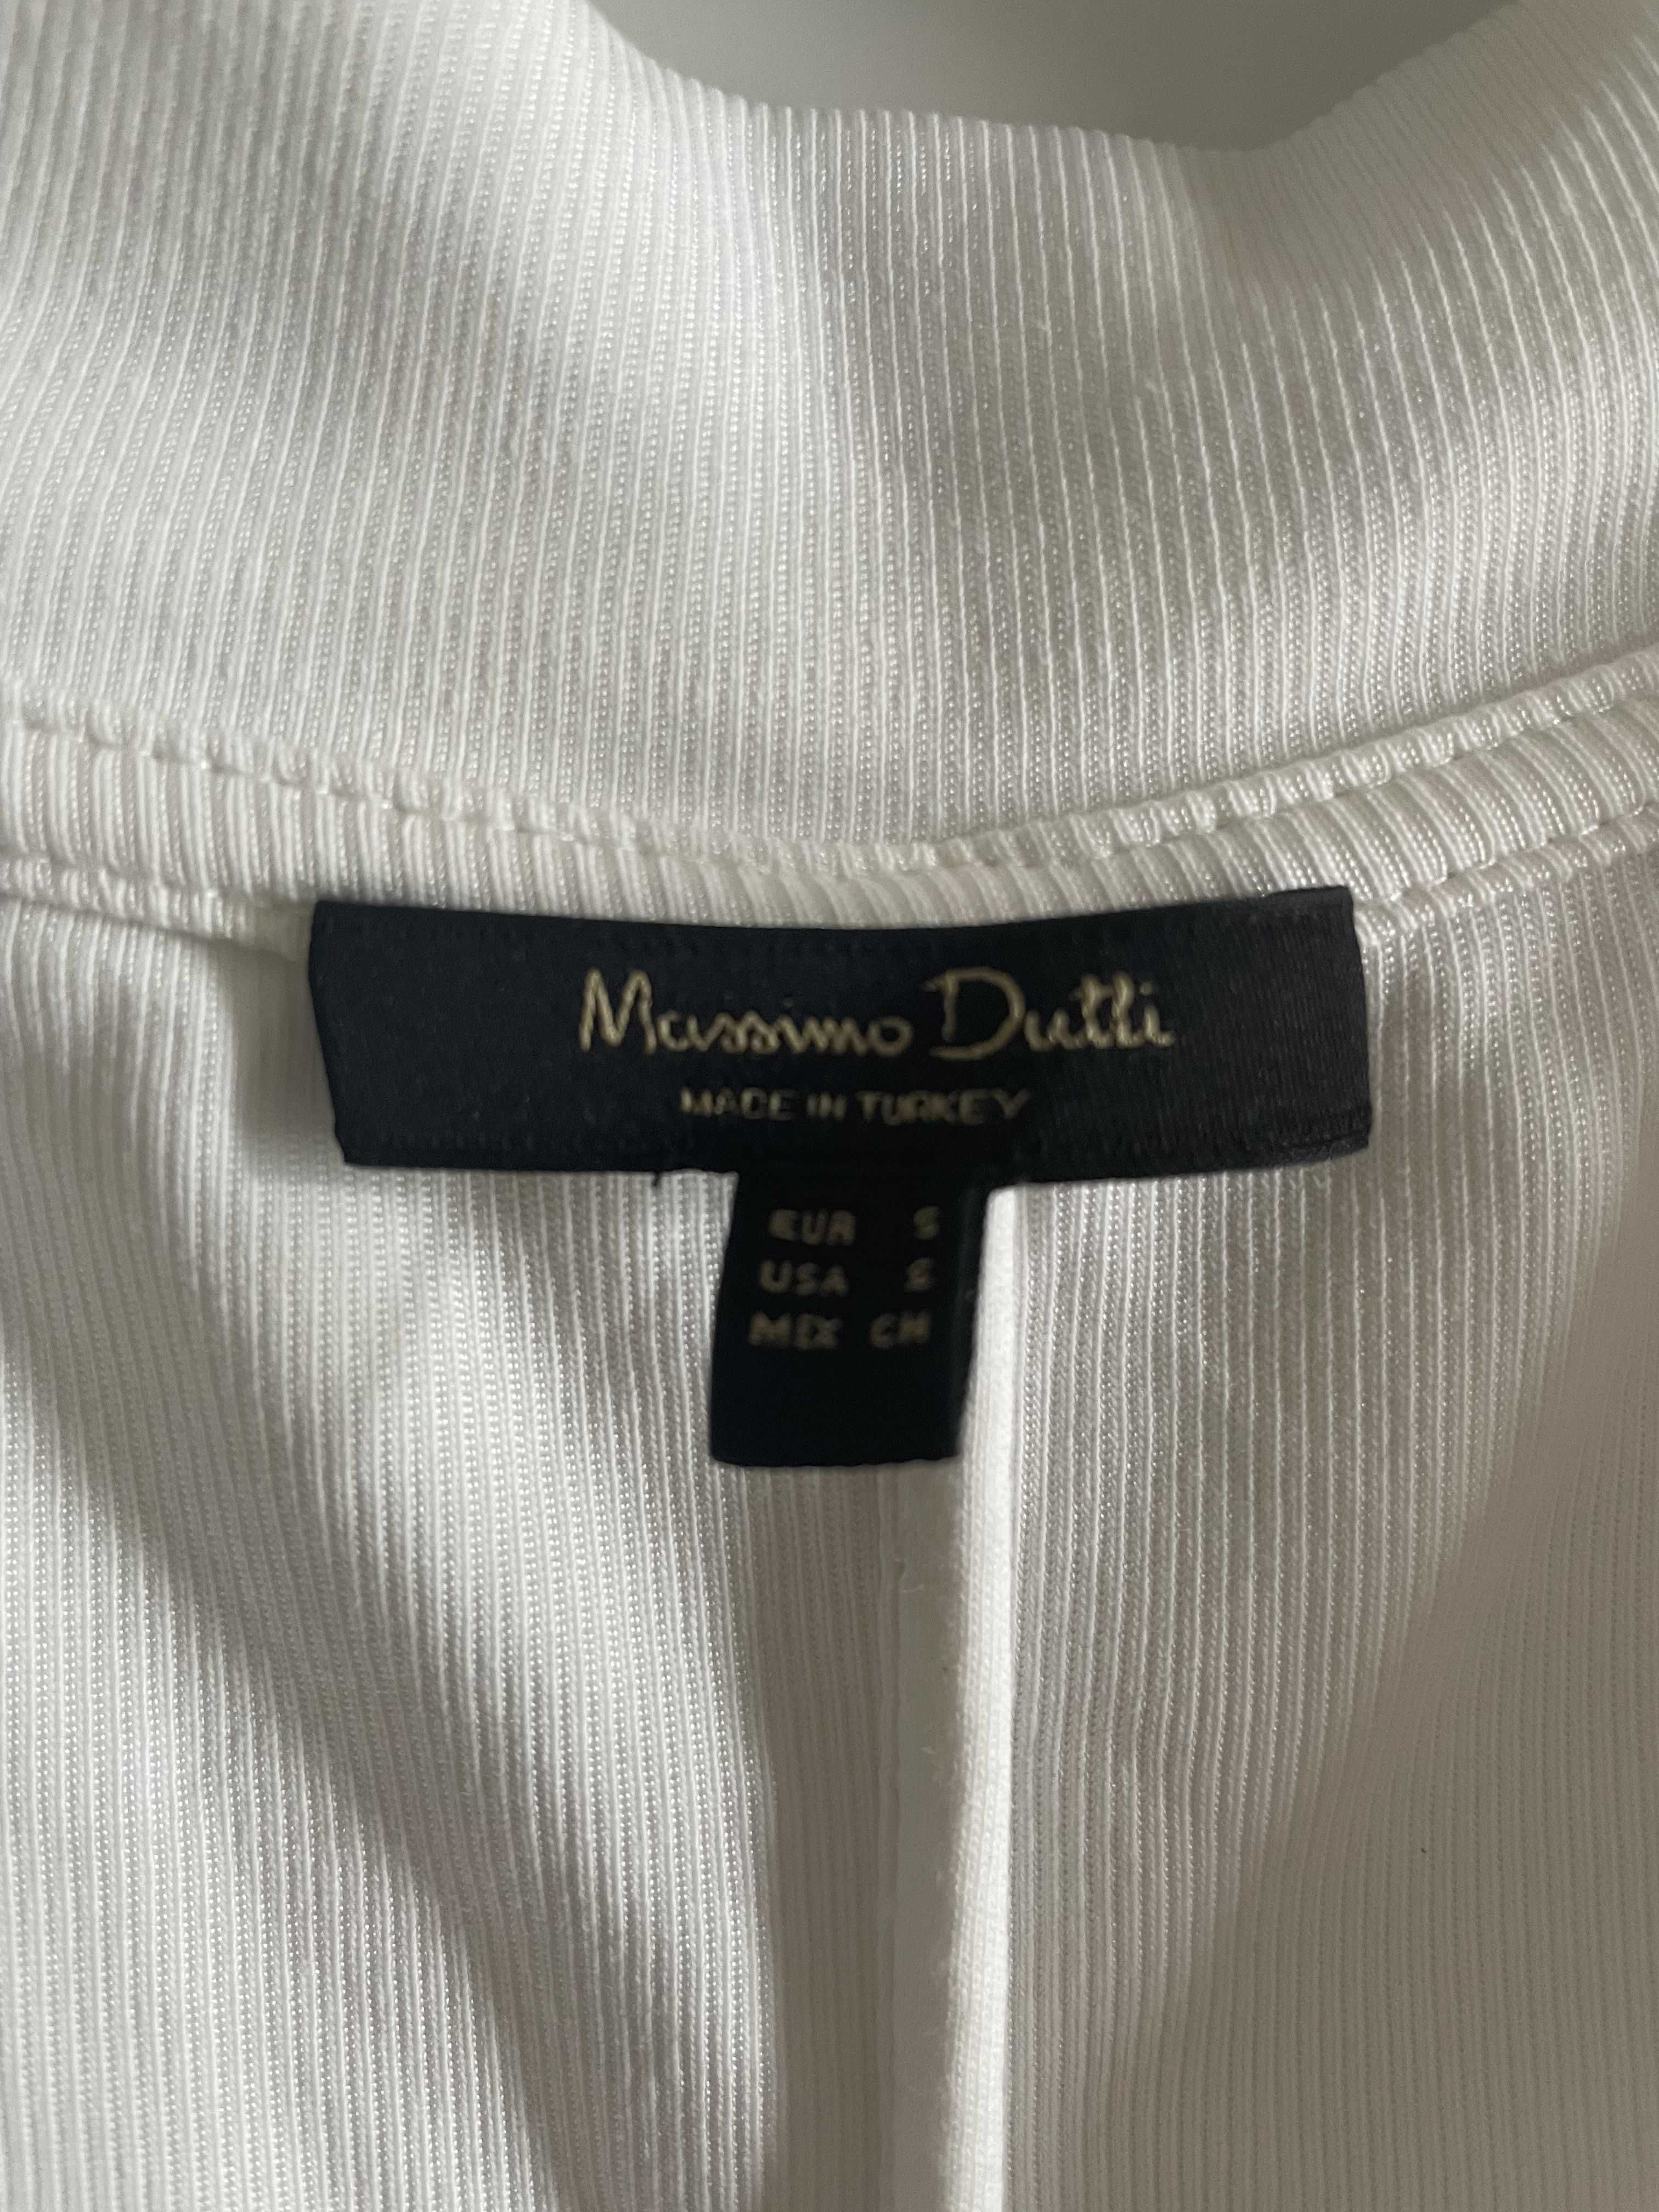 Massimo Dutti
MADE IN TURKEY
EUR S
USA S
MEX CH